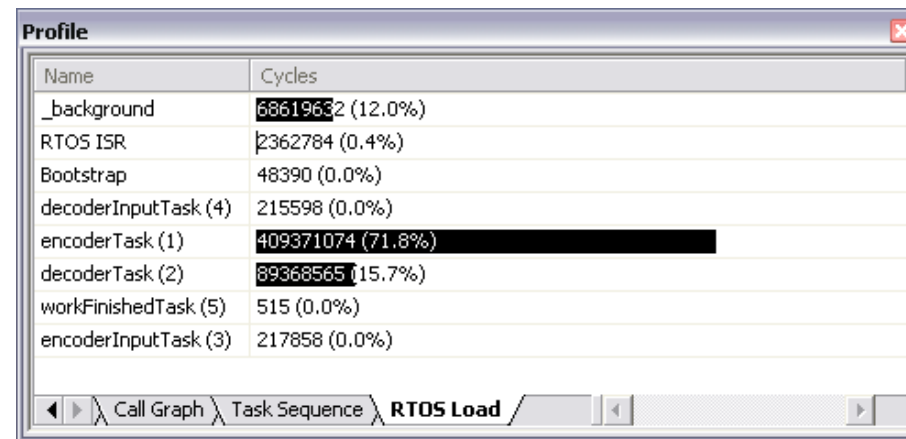 Profile
Name Cycles
_background 68619632 (12.0%)
RTOS ISR 2362784 (0.4%)
Bootstrap 48390 (0.0%)
decoderInputTask (4) 215598 (0.0%)
encoderTask (1) 409371074 (71.8%)
decoderTask (2) 89368565 (15.7%)
workFinishedTask (5) 515 (0.0%)
encoderInputTask (3) 217858 (0.0%)
Call Graph Task Sequence RTOS Load